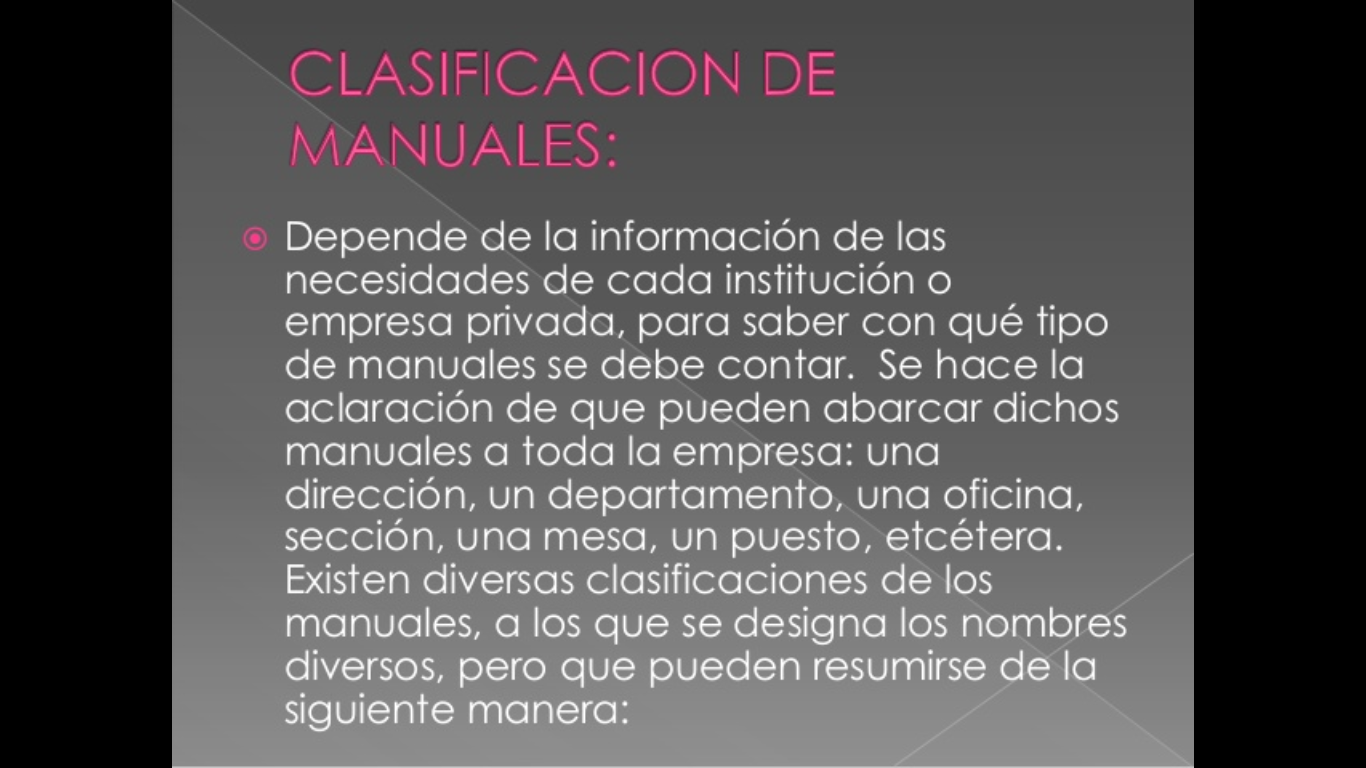 CLASIFICACION DE
MANUALES:
Depende de la información de las
necesidades de cada institución o
empresa privada, para saber con qué tipo
de manuales se debe contar.  Se hace la
aclaración de que pueden abarcar dichos
manuales a toda la empresa: una
dirección, un departamento, una oficina,
sección, una mesa, un puesto, etcétera.
Existen diversas clasificaciones de los
manuales, a los que se designa los nombres
diversos, pero que pueden resumirse de la
siguiente manera: